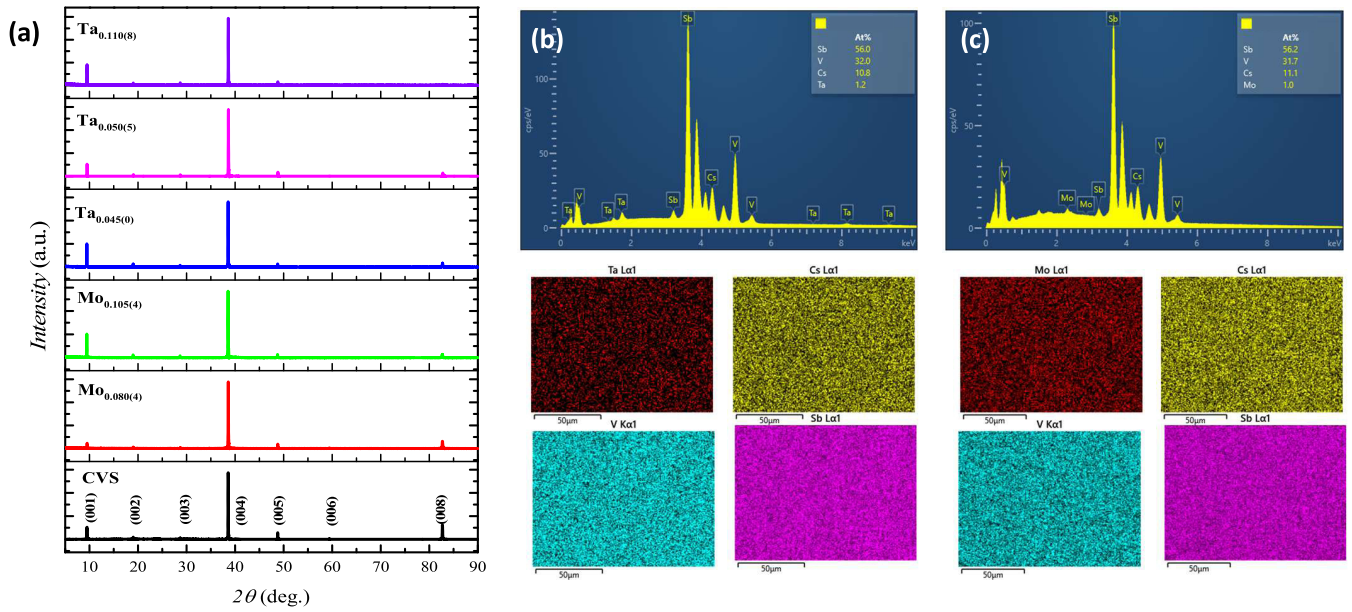 (a)
Ta0.110(8)
Ta0.050(5)
Ta0.045(0)
Mo0.105(4)
Mo0.080(4)
CVS
(001) (002) (003) (004) (005) (006) (008)
10 20 30 40 50 60 70 80 90
2θ (deg.)
Intensity (a.u.)
(b)
At%
Sb 56.0
V 32.0
Cs 10.8
Ta 1.2
Sb
Ta V Ta Ta Sb Cs V V Ta Ta Ta
cps/eV
100
50
0
0 2 4 6 8 keV
Ta Lα1 Cs Lα1
50μm 50μm
V Kα1 Sb Lα1
50μm 50μm
(c)
At%
Sb 56.2
V 31.7
Cs 11.1
Mo 1.0
Sb
V Mo Mo Sb Cs V V
cps/eV
100
50
0
0 2 4 6 8 keV
Mo Lα1 Cs Lα1
50μm 50μm
V Kα1 Sb Lα1
50μm 50μm